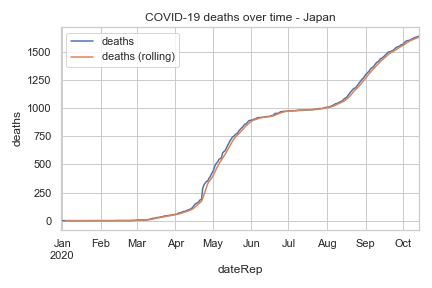 COVID-19 deaths over time - Japan
deaths
deaths (rolling)
1500
1250
1000
750
500
250
0
deaths
Jan Feb Mar Apr May Jun Jul Aug Sep Oct
2020
dateRep